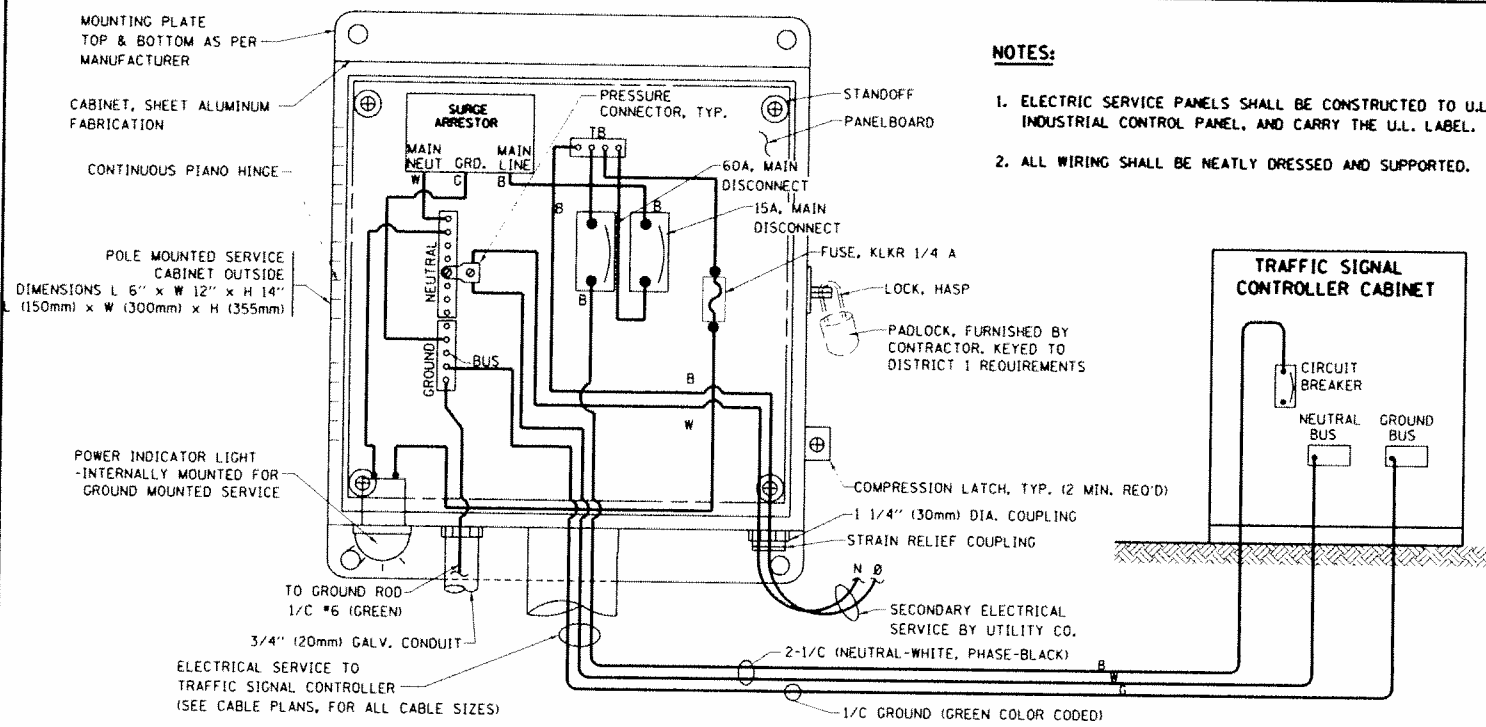 MOUNTING PLATE
TOP & BOTTOM AS PER
MANUFACTURER
CABINET, SHEET ALUMINUM
FABRICATION
CONTINUOUS PIANO HINGE
POLE MOUNTED SERVICE
CABINET OUTSIDE
DIMENSIONS L 6" x W 12" x H 14"
L (150mm) x W (300mm) x H (355mm)
POWER INDICATOR LIGHT
-INTERNALLY MOUNTED FOR
GROUND MOUNTED SERVICE
TO GROUND ROD
1/C #6 (GREEN)
3/4" (20mm) GALV. CONDUIT
ELECTRICAL SERVICE TO
TRAFFIC SIGNAL CONTROLLER
(SEE CABLE PLANS, FOR ALL CABLE SIZES)
SURGE
ARRESTOR
MAIN
NEUT
GRD.
MAIN
LINE
W
G
B
PRESSURE
CONNECTOR, TYP.
TB
60A, MAIN
DISCONNECT
15A, MAIN
DISCONNECT
B
B
B
NEUTRAL
GROUND
BUS
B
W
STANDOFF
PANELBOARD
FUSE, KLKR 1/4 A
LOCK, HASP
PADLOCK, FURNISHED BY
CONTRACTOR, KEYED TO
DISTRICT 1 REQUIREMENTS
COMPRESSION LATCH, TYP. (2 MIN. REQ'D)
1 1/4" (30mm) DIA. COUPLING
STRAIN RELIEF COUPLING
N Ø
SECONDARY ELECTRICAL
SERVICE BY UTILITY CO.
2-1/C (NEUTRAL-WHITE, PHASE-BLACK)
B
W
G
1/C GROUND (GREEN COLOR CODED)
NOTES:
1. ELECTRIC SERVICE PANELS SHALL BE CONSTRUCTED TO U.L
INDUSTRIAL CONTROL PANEL, AND CARRY THE U.L. LABEL.
2. ALL WIRING SHALL BE NEATLY DRESSED AND SUPPORTED.
TRAFFIC SIGNAL
CONTROLLER CABINET
CIRCUIT
BREAKER
NEUTRAL
BUS
GROUND
BUS